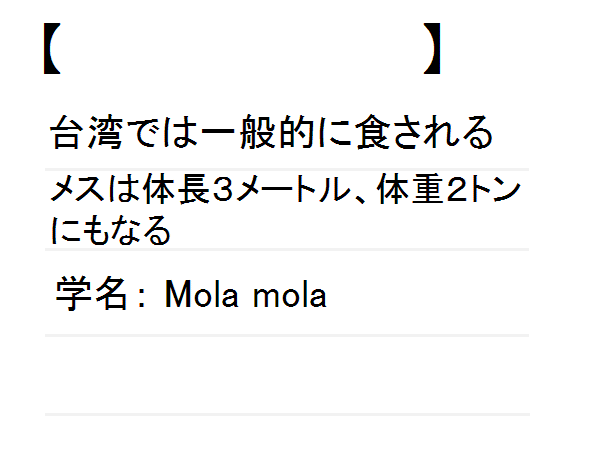 【　　　　　　　　】
台湾では一般的に食される
メスは体長３メートル、体重２トン
にもなる
学名： Mola mola